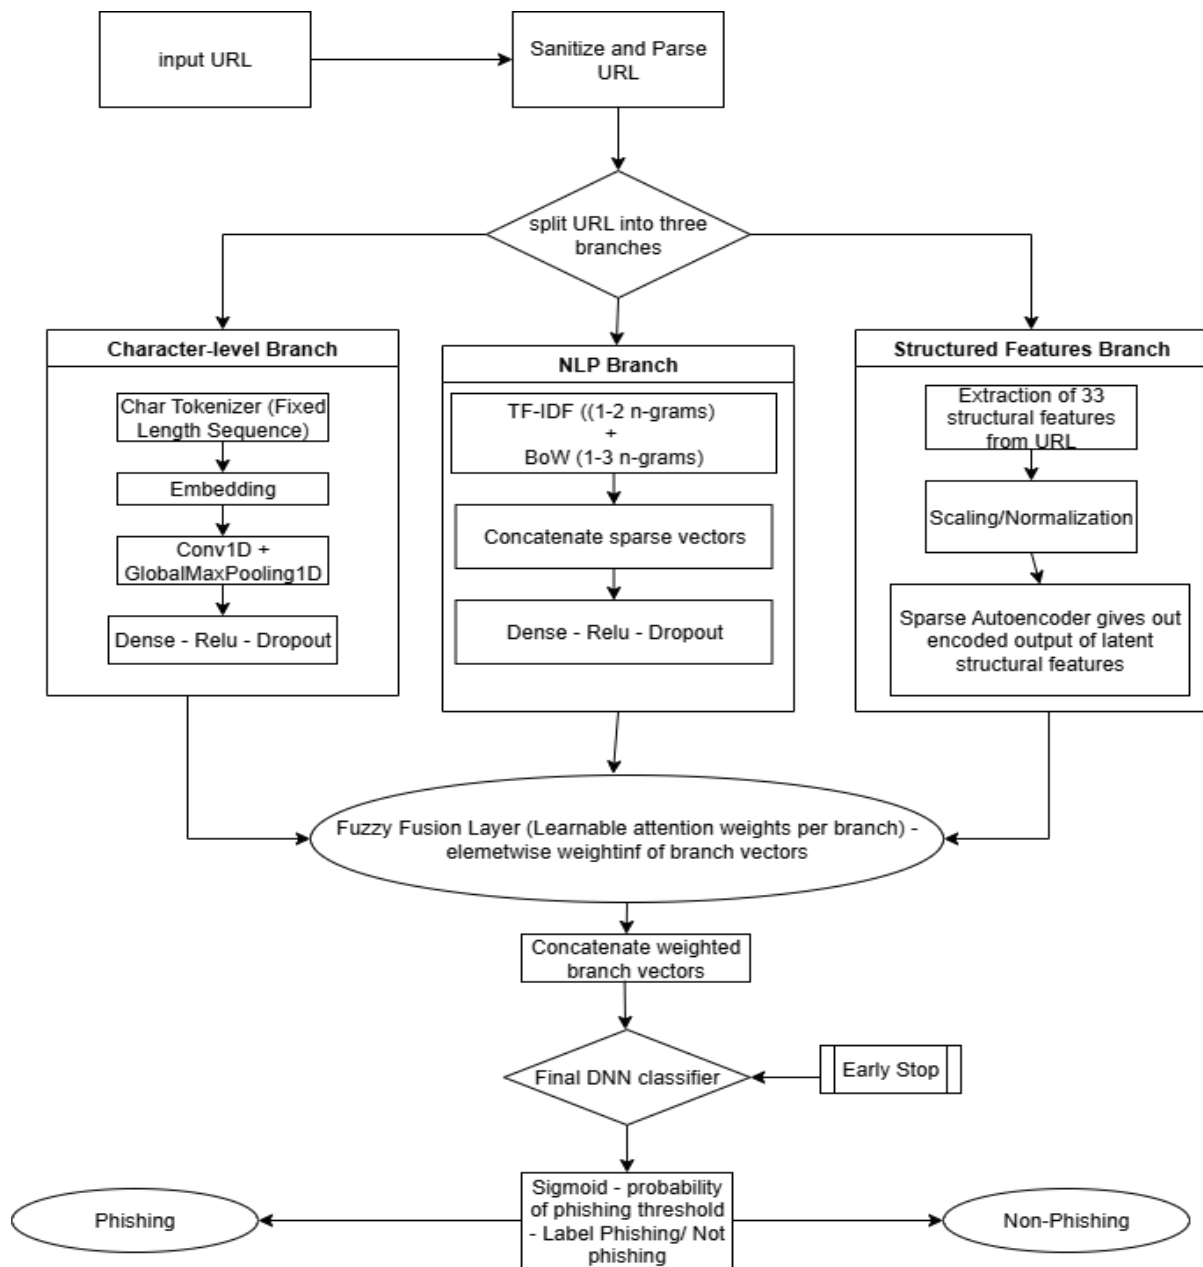 input URL
Sanitize and Parse
URL
split URL into three
branches
Character-level Branch
Char Tokenizer (Fixed
Length Sequence)
Embedding
Conv1D +
GlobalMaxPooling1D
Dense - Relu - Dropout
NLP Branch
TF-IDF ((1-2 n-grams)
+
BoW (1-3 n-grams)
Concatenate sparse vectors
Dense - Relu - Dropout
Structured Features Branch
Extraction of 33
structural features
from URL
Scaling/Normalization
Sparse Autoencoder gives out
encoded output of latent
structural features
Fuzzy Fusion Layer (Learnable attention weights per branch) -
elemetwise weightinf of branch vectors
Concatenate weighted
branch vectors
Final DNN classifier
Early Stop
Sigmoid - probability
of phishing threshold
- Label Phishing/ Not
phishing
Phishing
Non-Phishing